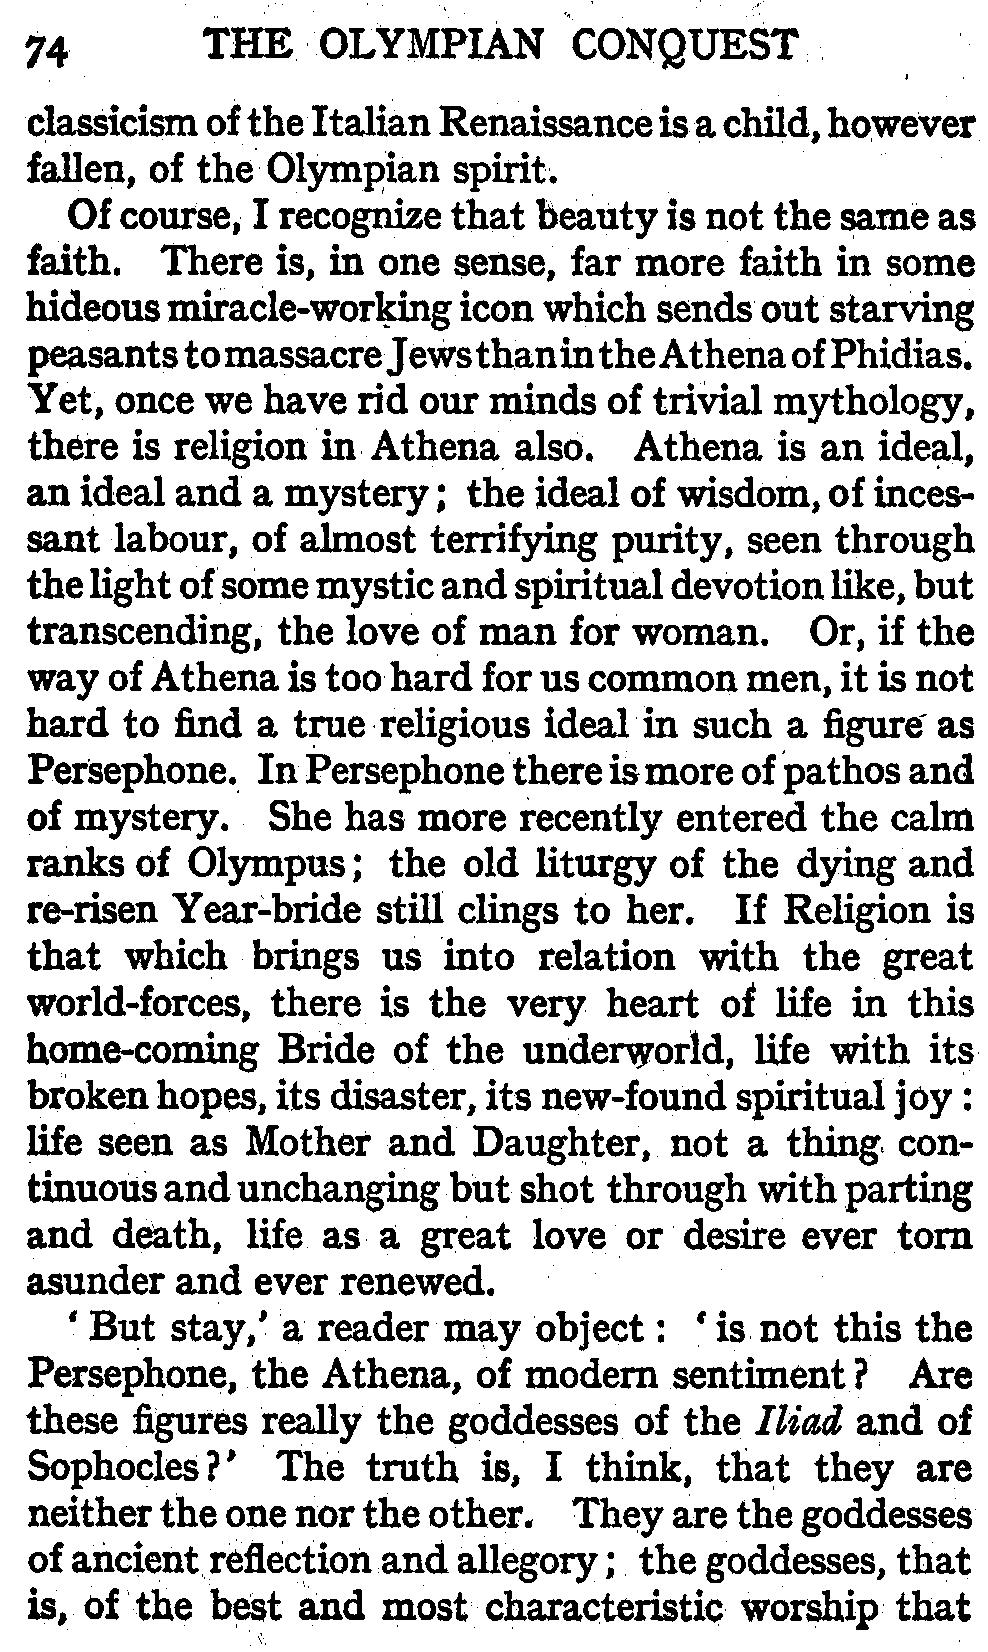 74 THE OLYMPIAN CONQUEST
classicism of the Italian Renaissance is a child, however
fallen, of the Olympian spirit.
Of course, I recognize that beauty is not the same as
faith. There is, in one sense, far more faith in some
hideous miracle-working icon which sends out starving
peasants to massacre Jews than in the Athena of Phidias.
Yet, once we have rid our minds of trivial mythology,
there is religion in Athena also. Athena is an ideal,
an ideal and a mystery; the ideal of wisdom, of inces-
sant labour, of almost terrifying purity, seen through
the light of some mystic and spiritual devotion like, but
transcending, the love of man for woman. Or, if the
way of Athena is too hard for us common men, it is not
hard to find a true religious ideal in such a figure as
Persephone. In Persephone there is more of pathos and
of mystery. She has more recently entered the calm
ranks of Olympus; the old liturgy of the dying and
re-risen Year-bride still clings to her. If Religion is
that which brings us into relation with the great
world-forces, there is the very heart of life in this
home-coming Bride of the underworld, life with its
broken hopes, its disaster, its new-found spiritual joy :
life seen as Mother and Daughter, not a thing con-
tinuous and unchanging but shot through with parting
and death, life as a great love or desire ever torn
asunder and ever renewed.
‘ But stay,’ a reader may object : ‘ is not this the
Persephone, the Athena, of modern sentiment ? Are
these figures really the goddesses of the Iliad and of
Sophocles ?’ The truth is, I think, that they are
neither the one nor the other. They are the goddesses
of ancient reflection and allegory ; the goddesses, that
is, of the best and most characteristic worship that